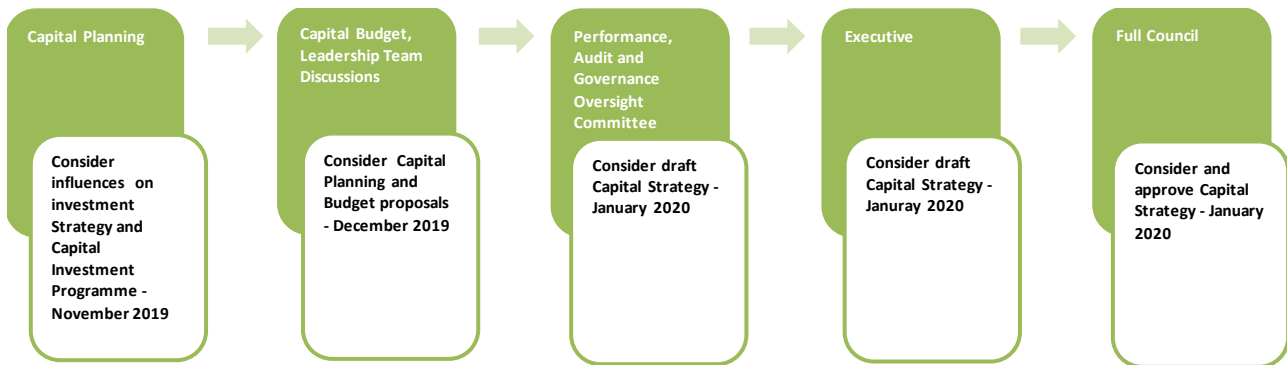 Capital Planning
Consider
influences on
investment
Strategy and
Capital
Investment
Programme -
November 2019
Capital Budget,
Leadership Team
Discussions
Consider Capital
Planning and
Budget proposals
- December 2019
Performance,
Audit and
Governance
Oversight
Committee
Consider draft
Capital Strategy -
January 2020
Executive
Consider draft
Capital Strategy -
Januray 2020
Full Council
Consider and
approve Capital
Strategy - January
2020